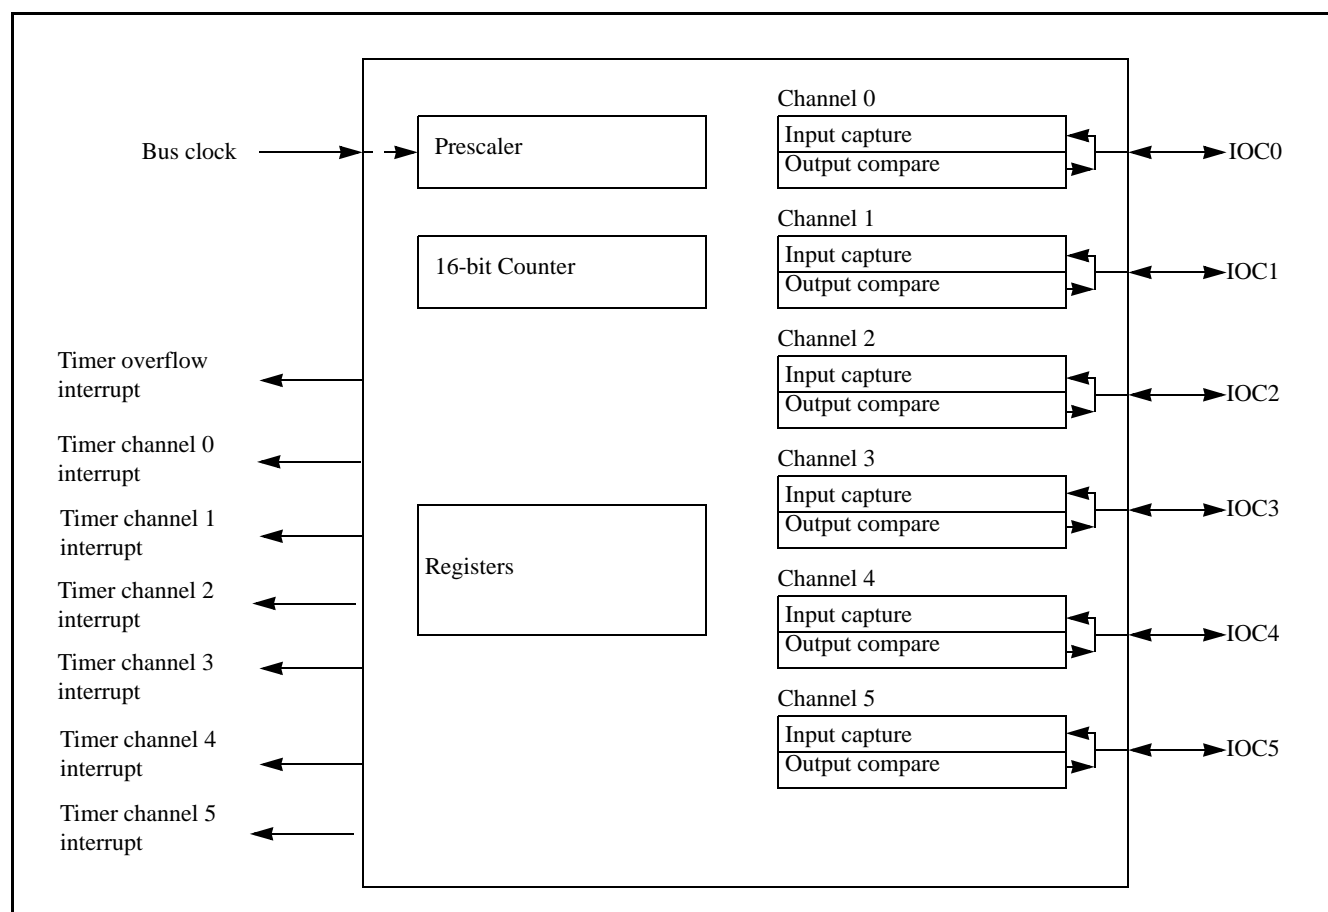 Bus clock
Prescaler
16-bit Counter
Registers
Timer overflow
interrupt
Timer channel 0
interrupt
Timer channel 1
interrupt
Timer channel 2
interrupt
Timer channel 3
interrupt
Timer channel 4
interrupt
Timer channel 5
interrupt
Channel 0
Input capture
Output compare
IOC0
Channel 1
Input capture
Output compare
IOC1
Channel 2
Input capture
Output compare
IOC2
Channel 3
Input capture
Output compare
IOC3
Channel 4
Input capture
Output compare
IOC4
Channel 5
Input capture
Output compare
IOC5